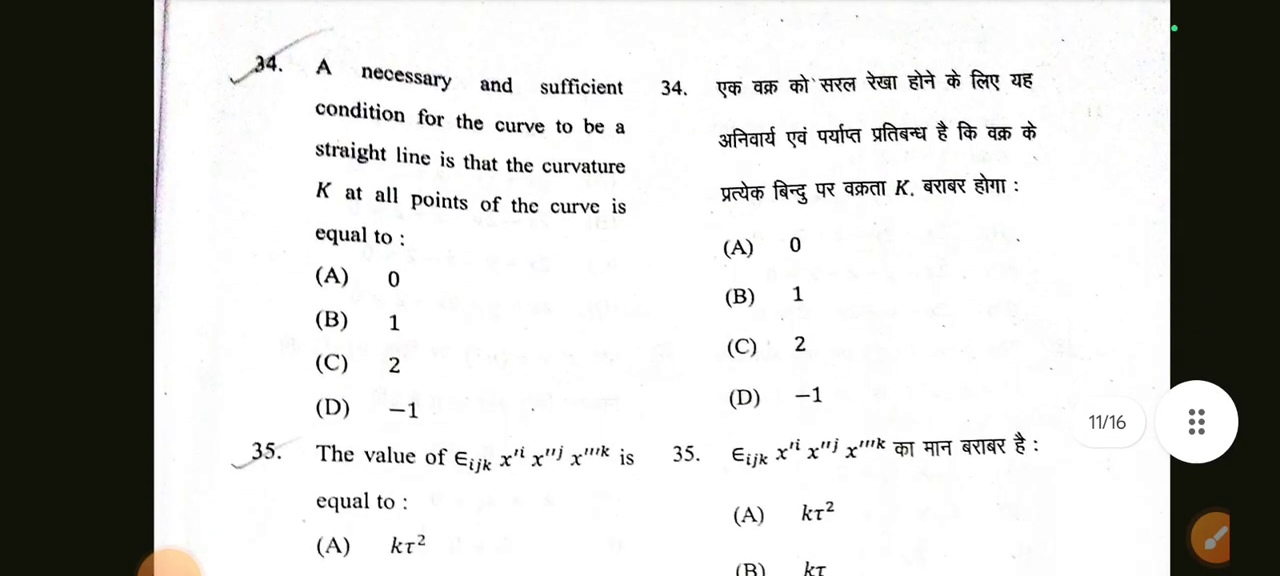 34. A necessary and sufficient
condition for the curve to be a
straight line is that the curvature
K at all points of the curve is
equal to :
(A) 0
(B) 1
(C) 2
(D) −1
35. The value of ∈ijk x′i x″j x‴k is
equal to :
(A) kτ²
34. एक वक्र को सरल रेखा होने के लिए यह
अनिवार्य एवं पर्याप्त प्रतिबन्ध है कि वक्र के
प्रत्येक बिन्दु पर वक्रता K. बराबर होगा :
(A) 0
(B) 1
(C) 2
(D) −1
35. ∈ijk x′i x″j x‴k का मान बराबर है :
(A) kτ²
(B) kτ
11/16